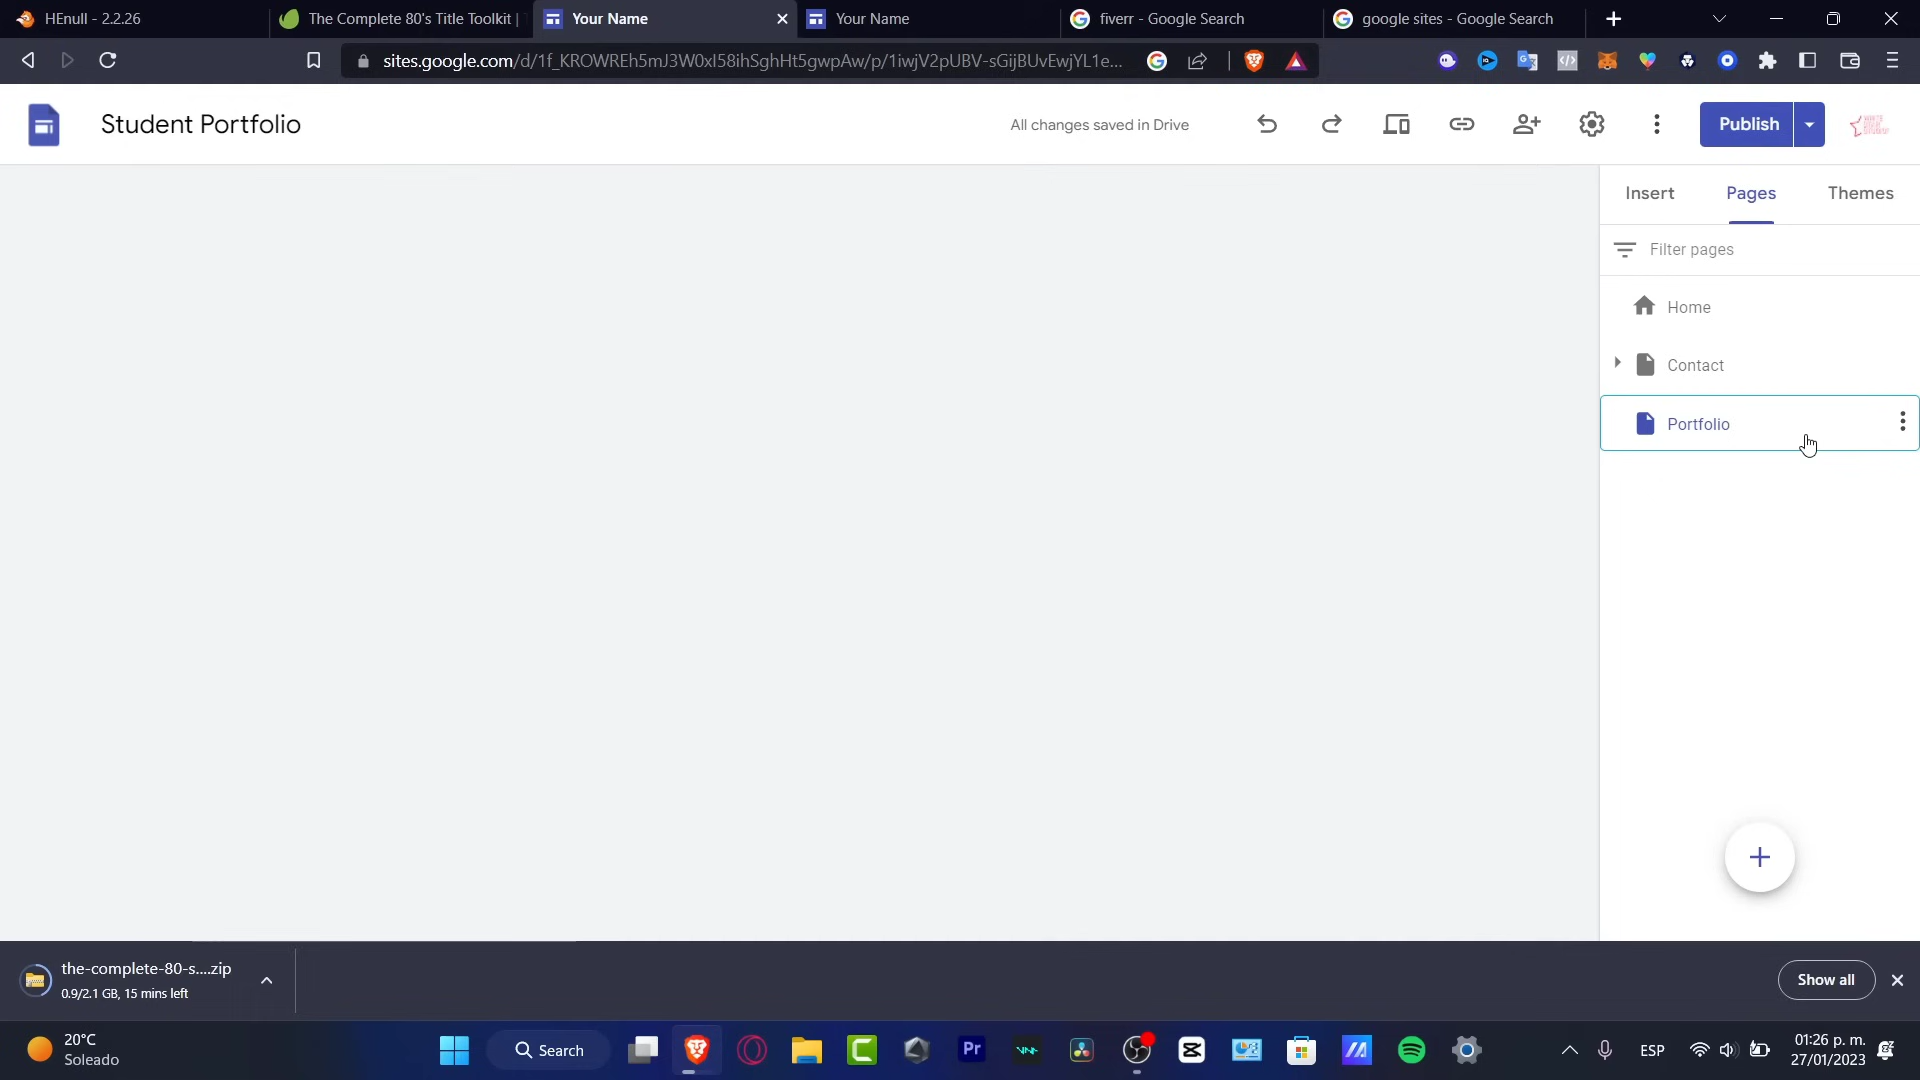 HEnull - 2.2.26
The Complete 80's Title Toolkit |
Your Name
Your Name
fiverr - Google Search
google sites - Google Search
sites.google.com/d/1f_KROWREh5mJ3W0xI58ihSghHt5gwpAw/p/1iwjV2pUBV-sGijBUvEwjYL1e...
Student Portfolio
All changes saved in Drive
Publish
Insert
Pages
Themes
Filter pages
Home
Contact
Portfolio
the-complete-80-s....zip
0.9/2.1 GB, 15 mins left
Show all
20°C
Soleado
Search
Pr
ESP
01:26 p. m.
27/01/2023